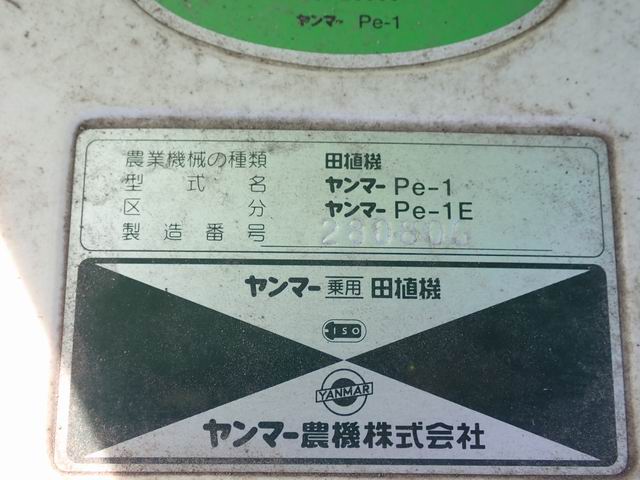 ヤンマー Pe-1
農業機械の種類 田植機
型式名 ヤンマー Pe-1
区分 ヤンマー Pe-1E
製造番号
ヤンマー 乗用 田植機
ISO
YANMAR
ヤンマー農機株式会社